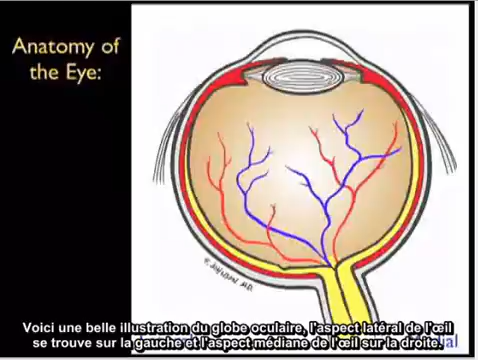 Anatomy of
the Eye:
Voici une belle illustration du globe oculaire, l'aspect latéral de l'œil
se trouve sur la gauche et l'aspect médiane de l'œil sur la droite.